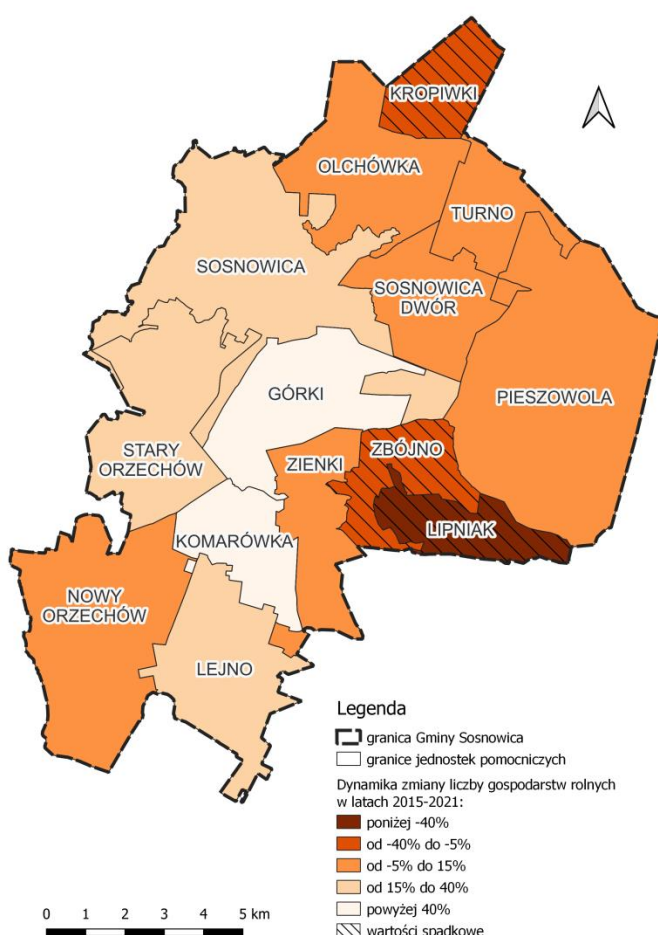 KROPIWKI
OLCHÓWKA
TURNO
SOSNOWICA
SOSNOWICA
DWÓR
GÓRKI
PIESZOWOLA
STARY
ORZECHÓW
ZIENKI
ZBÓJNO
LIPNIAK
KOMARÓWKA
NOWY
ORZECHÓW
LEJNO
Legenda
granica Gminy Sosnowica
granice jednostek pomocniczych
Dynamika zmiany liczby gospodarstw rolnych
w latach 2015-2021:
poniżej -40%
od -40% do -5%
od -5% do 15%
od 15% do 40%
powyżej 40%
wartości spadkowe
0 1 2 3 4 5 km